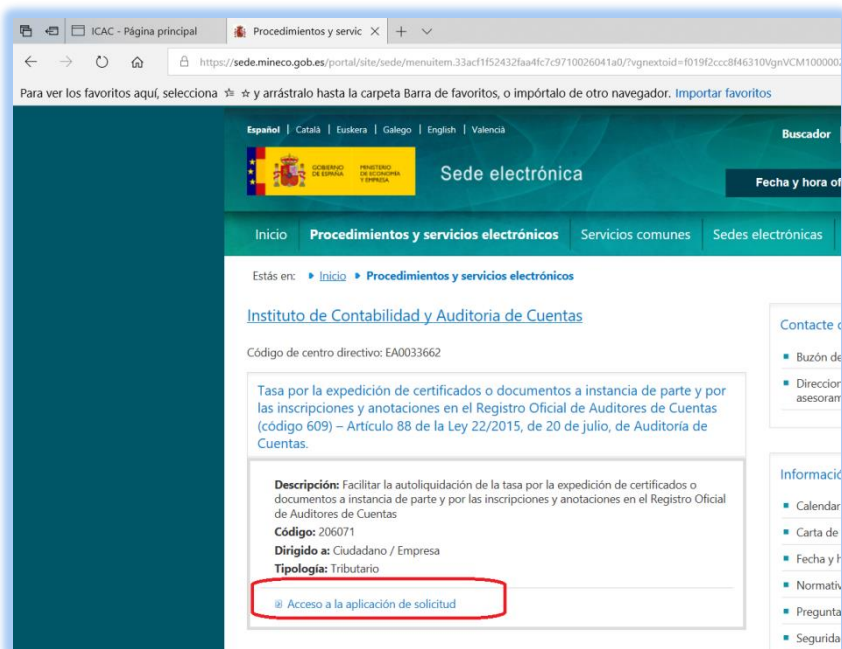 ICAC - Página principal
Procedimientos y servic
https://sede.mineco.gob.es/portal/site/sede/menuitem.33acf1f52432faa4fc7c9710026041a0/?vgnextoid=f019f2ccc8f46310VgnVCM100000
Para ver los favoritos aquí, selecciona y arrástralo hasta la carpeta Barra de favoritos, o impórtalo de otro navegador. Importar favoritos
Español | Català | Euskera | Galego | English | Valencià
Buscador
GOBIERNO DE ESPAÑA
MINISTERIO DE ECONOMÍA Y EMPRESA
Sede electrónica
Fecha y hora of
Inicio Procedimientos y servicios electrónicos Servicios comunes Sedes electrónicas
Estás en: Inicio Procedimientos y servicios electrónicos
Instituto de Contabilidad y Auditoria de Cuentas
Código de centro directivo: EA0033662
Tasa por la expedición de certificados o documentos a instancia de parte y por
las inscripciones y anotaciones en el Registro Oficial de Auditores de Cuentas
(código 609) – Artículo 88 de la Ley 22/2015, de 20 de julio, de Auditoría de
Cuentas.
Descripción: Facilitar la autoliquidación de la tasa por la expedición de certificados o
documentos a instancia de parte y por las inscripciones y anotaciones en el Registro Oficial
de Auditores de Cuentas
Código: 206071
Dirigido a: Ciudadano / Empresa
Tipología: Tributario
Acceso a la aplicación de solicitud
Contacte
Buzón de
Direccion
asesoram
Informació
Calendar
Carta de
Fecha y h
Normativ
Pregunta
Segurida